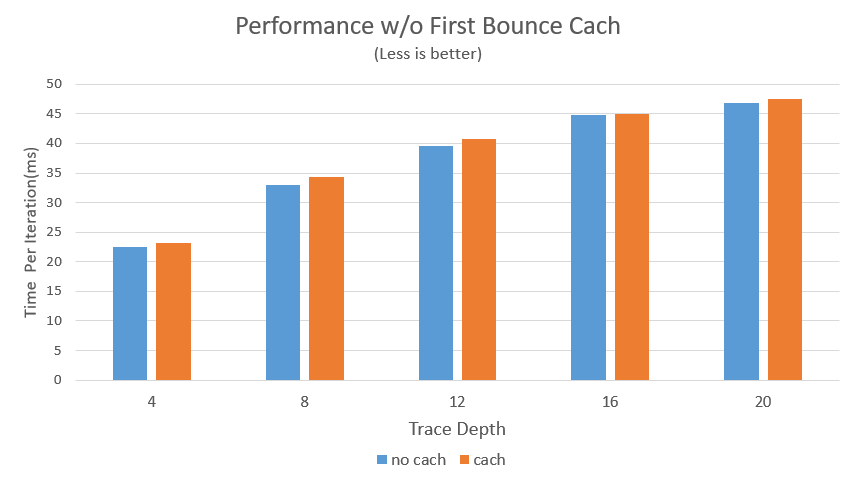 Performance w/o First Bounce Cach
(Less is better)
Time Per Iteration(ms)
50
45
40
35
30
25
20
15
10
5
0
4 8 12 16 20
Trace Depth
no cach cach